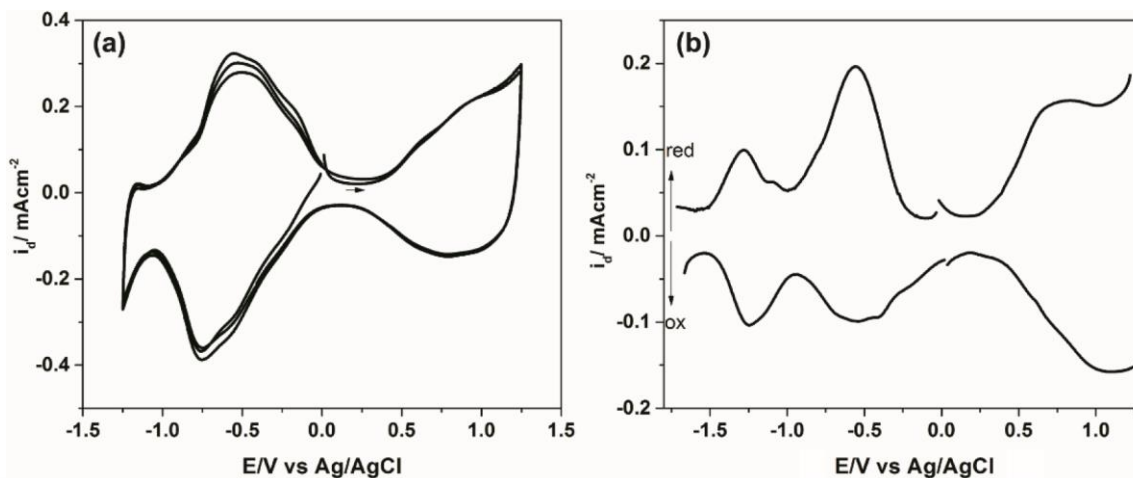 (a)
0.4
0.2
0.0
-0.2
-0.4
-1.5 -1.0 -0.5 0.0 0.5 1.0 1.5
E/V vs Ag/AgCl
i_d/ mAcm⁻²
(b)
0.2
0.1
0.0
-0.1
-0.2
red
ox
-1.5 -1.0 -0.5 0.0 0.5 1.0
E/V vs Ag/AgCl
i_d/ mAcm⁻²